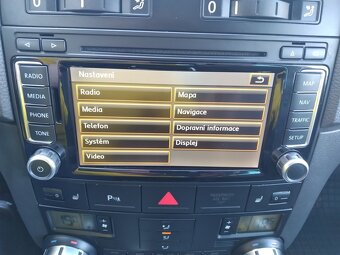 Nastavení
RADIO
MEDIA
PHONE
TONE
Radio
Media
Telefon
Systém
Video
Mapa
Navigace
Dopravní informace
Displej
MAP
NAV
TRAFFIC
SETUP